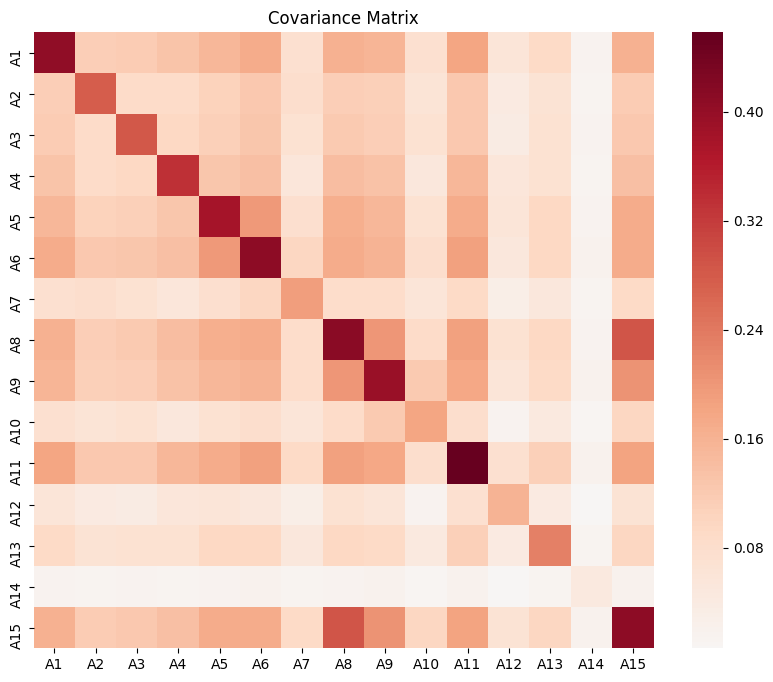 Covariance Matrix
A1
A2
A3
A4
A5
A6
A7
A8
A9
A10
A11
A12
A13
A14
A15
A1 A2 A3 A4 A5 A6 A7 A8 A9 A10 A11 A12 A13 A14 A15
0.40
0.32
0.24
0.16
0.08